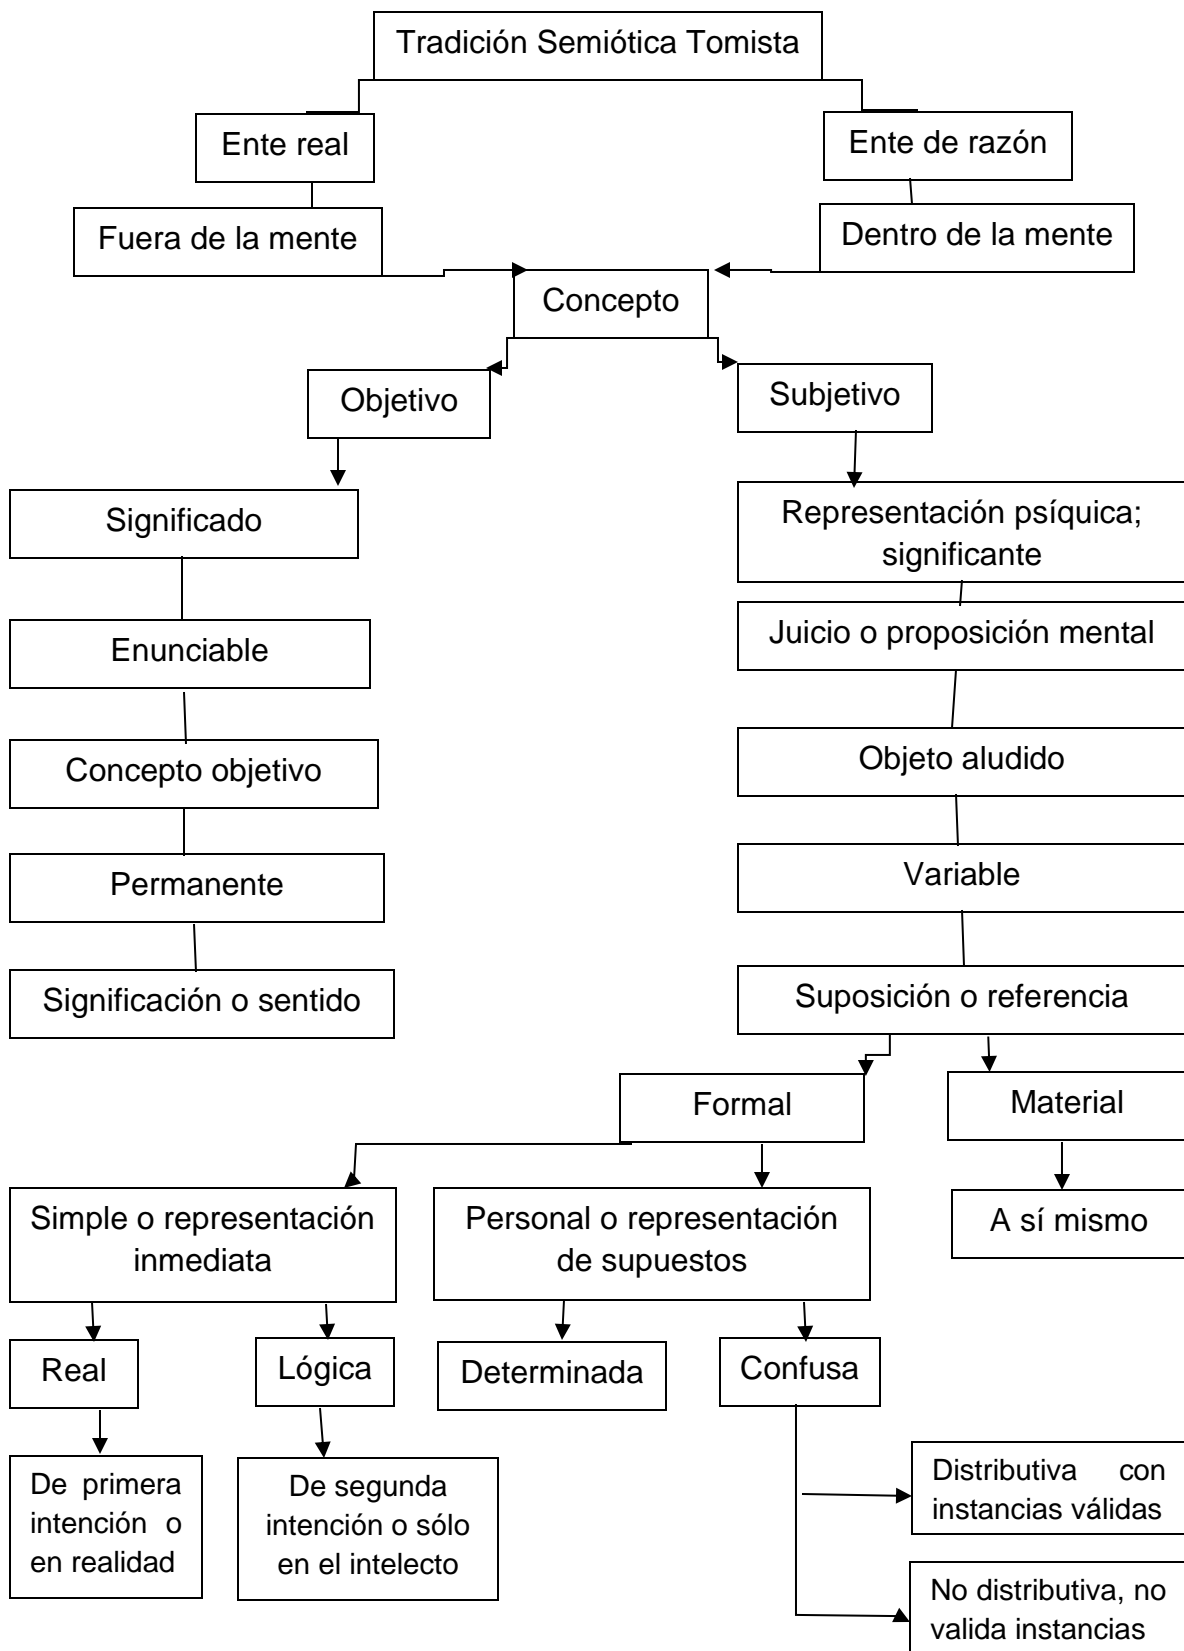 Tradición Semiótica Tomista
Ente real
Ente de razón
Fuera de la mente
Dentro de la mente
Concepto
Objetivo
Subjetivo
Significado
Representación psíquica;
significante
Enunciable
Juicio o proposición mental
Concepto objetivo
Objeto aludido
Permanente
Variable
Significación o sentido
Suposición o referencia
Formal
Material
Simple o representación
inmediata
Personal o representación
de supuestos
A sí mismo
Real
Lógica
Determinada
Confusa
De primera
intención o
en realidad
De segunda
intención o sólo
en el intelecto
Distributiva con
instancias válidas
No distributiva, no
valida instancias